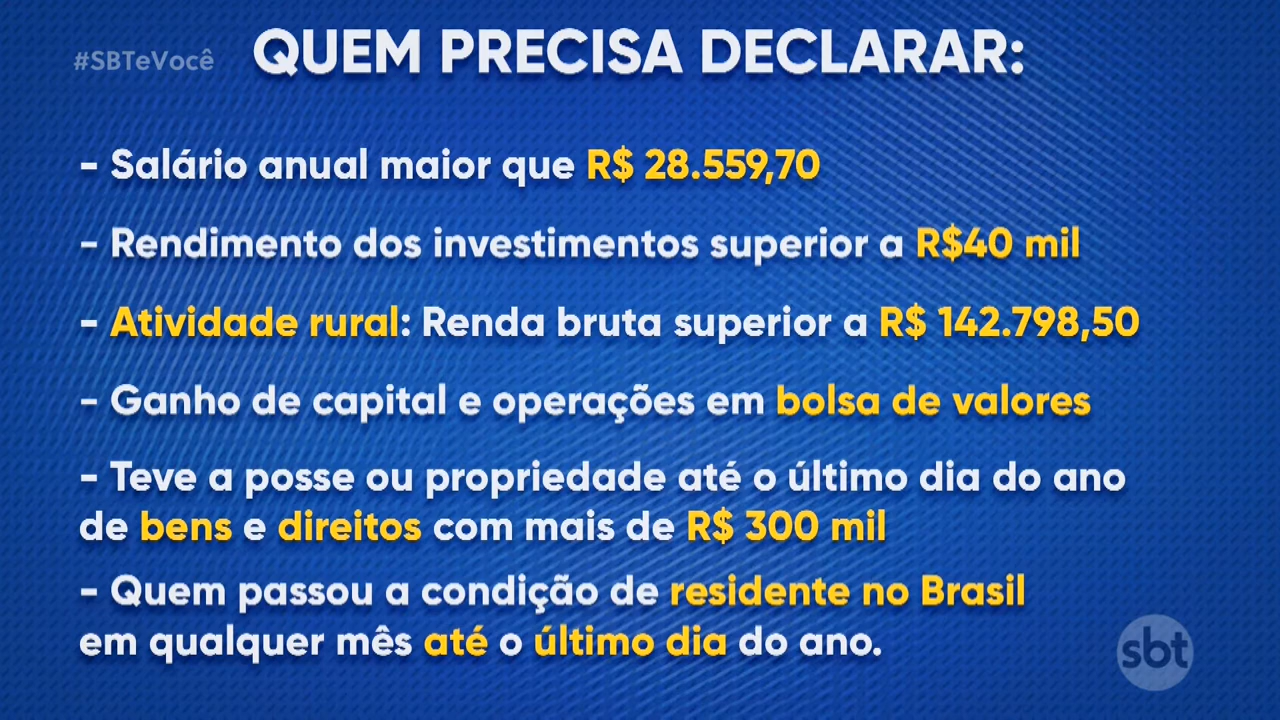 #SBTeVocê
QUEM PRECISA DECLARAR:
- Salário anual maior que R$ 28.559,70
- Rendimento dos investimentos superior a R$40 mil
- Atividade rural: Renda bruta superior a R$ 142.798,50
- Ganho de capital e operações em bolsa de valores
- Teve a posse ou propriedade até o último dia do ano
de bens e direitos com mais de R$ 300 mil
- Quem passou a condição de residente no Brasil
em qualquer mês até o último dia do ano.
sbt